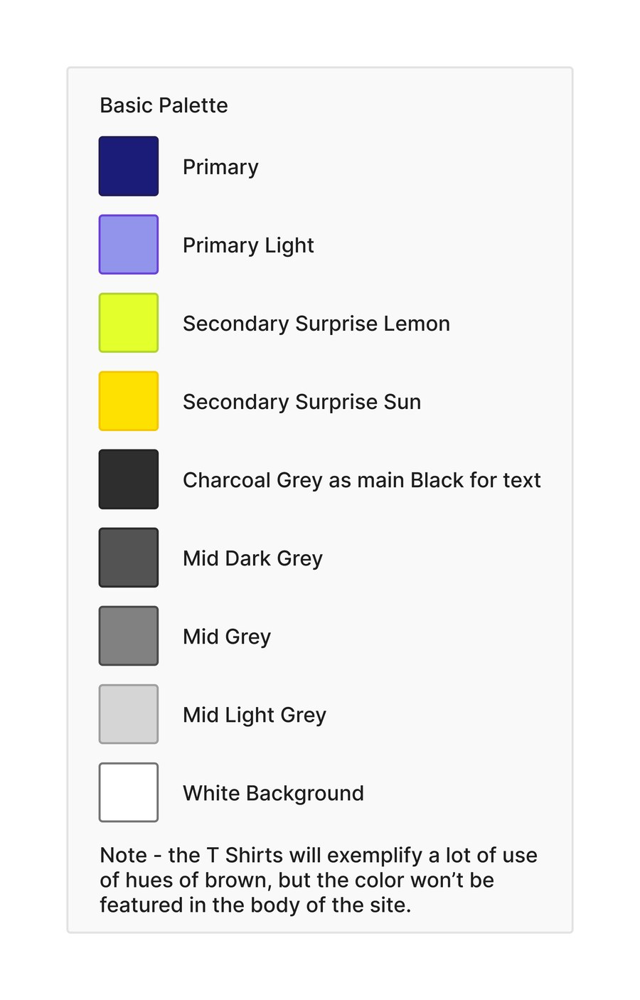 Basic Palette
Primary
Primary Light
Secondary Surprise Lemon
Secondary Surprise Sun
Charcoal Grey as main Black for text
Mid Dark Grey
Mid Grey
Mid Light Grey
White Background
Note - the T Shirts will exemplify a lot of use
of hues of brown, but the color won’t be
featured in the body of the site.